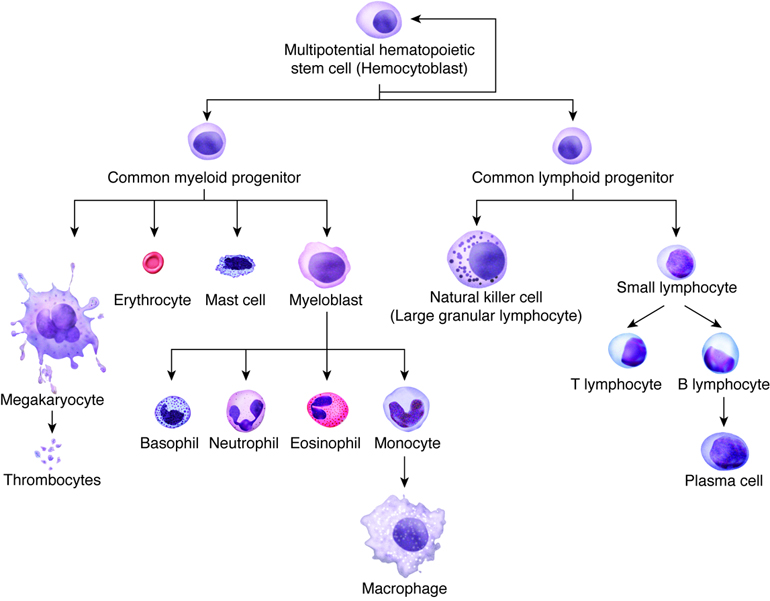 Multipotential hematopoietic
stem cell (Hemocytoblast)
Common myeloid progenitor
Common lymphoid progenitor
Erythrocyte
Mast cell
Myeloblast
Natural killer cell
(Large granular lymphocyte)
Small lymphocyte
Megakaryocyte
T lymphocyte
B lymphocyte
Basophil
Neutrophil
Eosinophil
Monocyte
Thrombocytes
Plasma cell
Macrophage